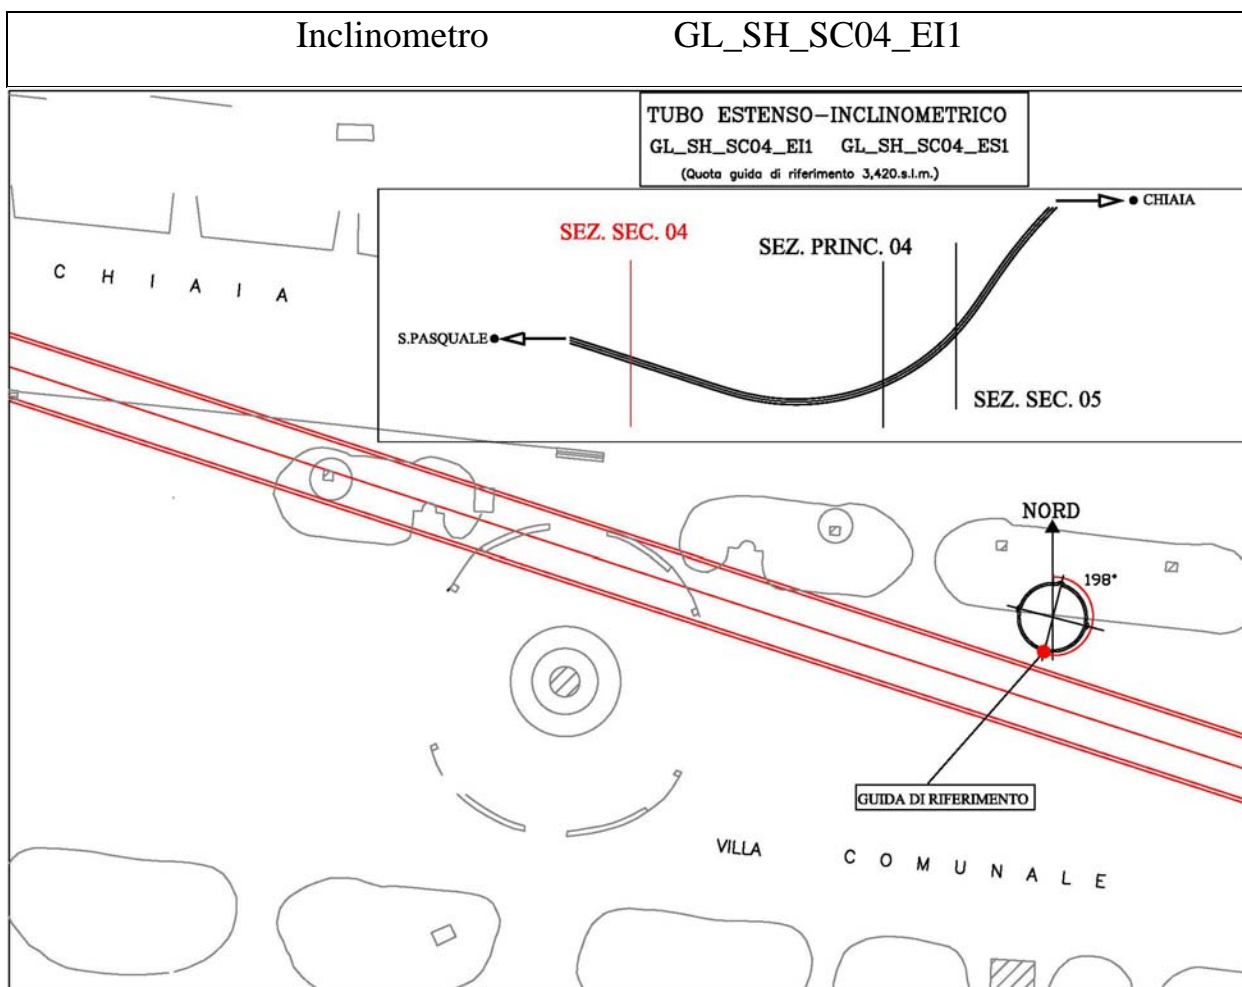 Inclinometro GL_SH_SC04_EI1
TUBO ESTENSO-INCLINOMETRICO
GL_SH_SC04_EI1 GL_SH_SC04_ES1
(Quota guida di riferimento 3,420.s.l.m.)
CHIAIA
SEZ. SEC. 04
SEZ. PRINC. 04
C H I A I A
S.PASQUALE
SEZ. SEC. 05
NORD
198°
GUIDA DI RIFERIMENTO
VILLA C O M U N A L E